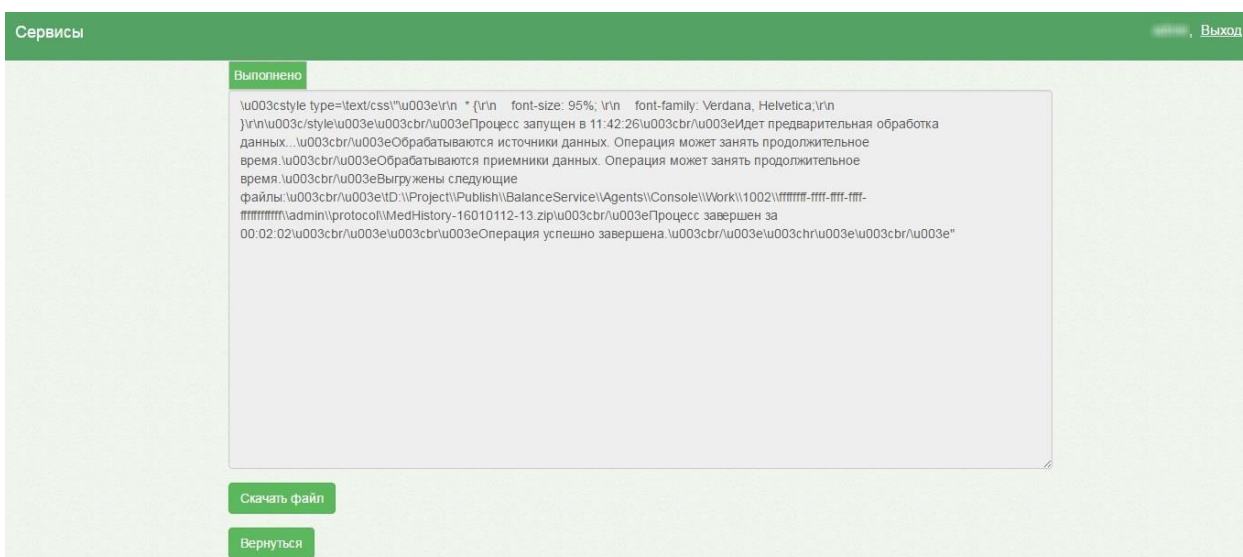 Сервисы
, Выход
Выполнено
\u003cstyle type=\text/css\"\u003e\r\n * {\r\n font-size: 95%; \r\n font-family: Verdana, Helvetica;\r\n
}\r\n\u003c/style\u003e\u003cbr/\u003eПроцесс запущен в 11:42:26\u003cbr/\u003eИдет предварительная обработка
данных...\u003cbr/\u003eОбрабатываются источники данных. Операция может занять продолжительное
время.\u003cbr/\u003eОбрабатываются приемники данных. Операция может занять продолжительное
время.\u003cbr/\u003eВыгружены следующие
файлы:\u003cbr/\u003e\tD:\\Project\\Publish\\BalanceService\\Agents\\Console\\Work\\1002\\ffffffff-ffff-ffff-ffff-
ffffffffffff\\admin\\protocol\\MedHistory-16010112-13.zip\u003cbr/\u003eПроцесс завершен за
00:02:02\u003cbr/\u003e\u003cbr\u003eОперация успешно завершена.\u003cbr/\u003e\u003chr\u003e\u003cbr/\u003e"
Скачать файл
Вернуться